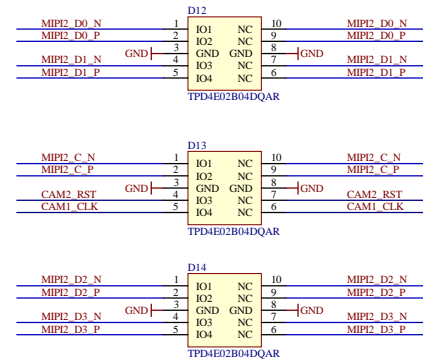 D12
MIPI2_D0_N 1 IO1 NC 10 MIPI2_D0_N
MIPI2_D0_P 2 IO2 NC 9 MIPI2_D0_P
GND 3 GND GND 8 GND
MIPI2_D1_N 4 IO3 NC 7 MIPI2_D1_N
MIPI2_D1_P 5 IO4 NC 6 MIPI2_D1_P
TPD4E02B04DQAR
D13
MIPI2_C_N 1 IO1 NC 10 MIPI2_C_N
MIPI2_C_P 2 IO2 NC 9 MIPI2_C_P
GND 3 GND GND 8 GND
CAM2_RST 4 IO3 NC 7 CAM2_RST
CAM1_CLK 5 IO4 NC 6 CAM1_CLK
TPD4E02B04DQAR
D14
MIPI2_D2_N 1 IO1 NC 10 MIPI2_D2_N
MIPI2_D2_P 2 IO2 NC 9 MIPI2_D2_P
GND 3 GND GND 8 GND
MIPI2_D3_N 4 IO3 NC 7 MIPI2_D3_N
MIPI2_D3_P 5 IO4 NC 6 MIPI2_D3_P
TPD4E02B04DQAR